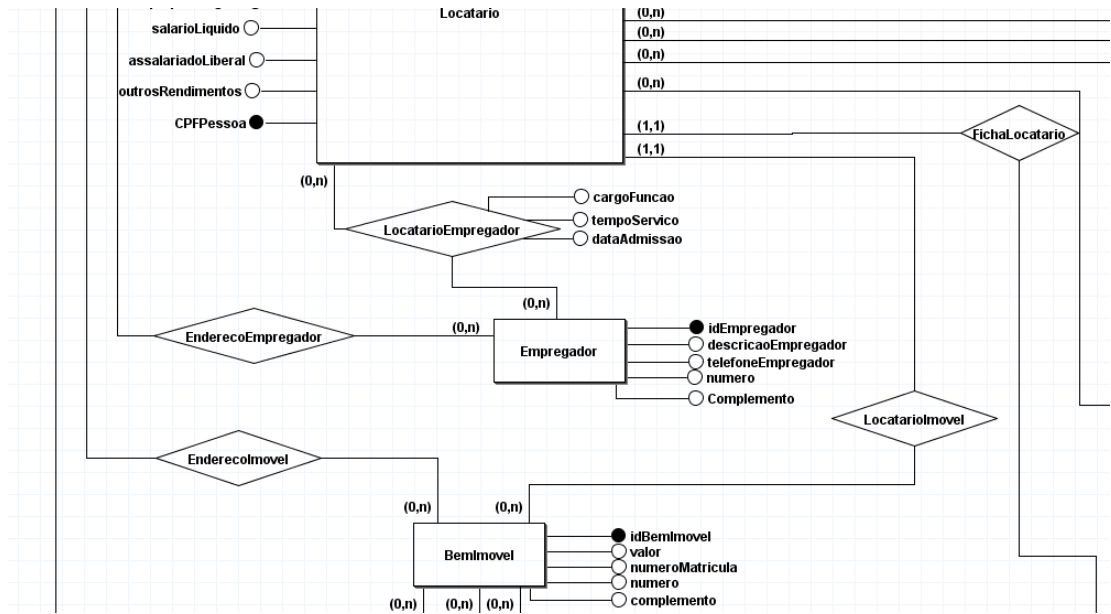 Locatario
(0,n)
salarioLiquido
(0,n)
assalariadoLiberal
(0,n)
outrosRendimentos
(0,n)
CPFPessoa
(1,1)
FichaLocatario
(1,1)
(0,n)
cargoFuncao
LocatarioEmpregador
tempoServico
dataAdmissao
(0,n)
EnderecoEmpregador
(0,n)
idEmpregador
Empregador
descricaoEmpregador
telefoneEmpregador
numero
Complemento
LocatarioImovel
EnderecoImovel
(0,n)
(0,n)
idBemImovel
BemImovel
valor
numeroMatricula
numero
complemento
(0,n)
(0,n)
(0,n)